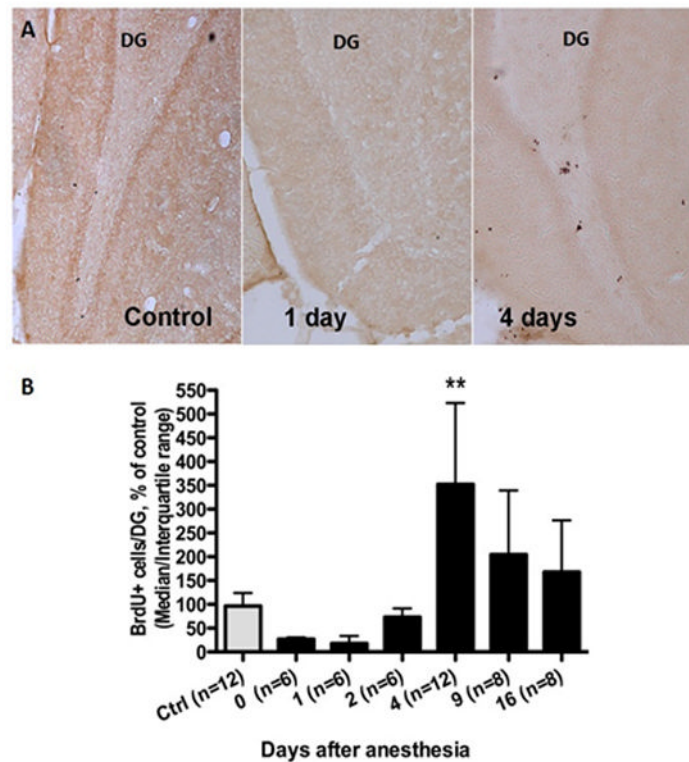 A
DG
DG
DG
Control
1 day
4 days
B
BrdU+ cells/DG, % of control
(Median/Interquartile range)
550
500
450
400
350
300
250
200
150
100
50
0
**
Ctrl (n=12)
0 (n=6)
1 (n=6)
2 (n=6)
4 (n=12)
9 (n=8)
16 (n=8)
Days after anesthesia